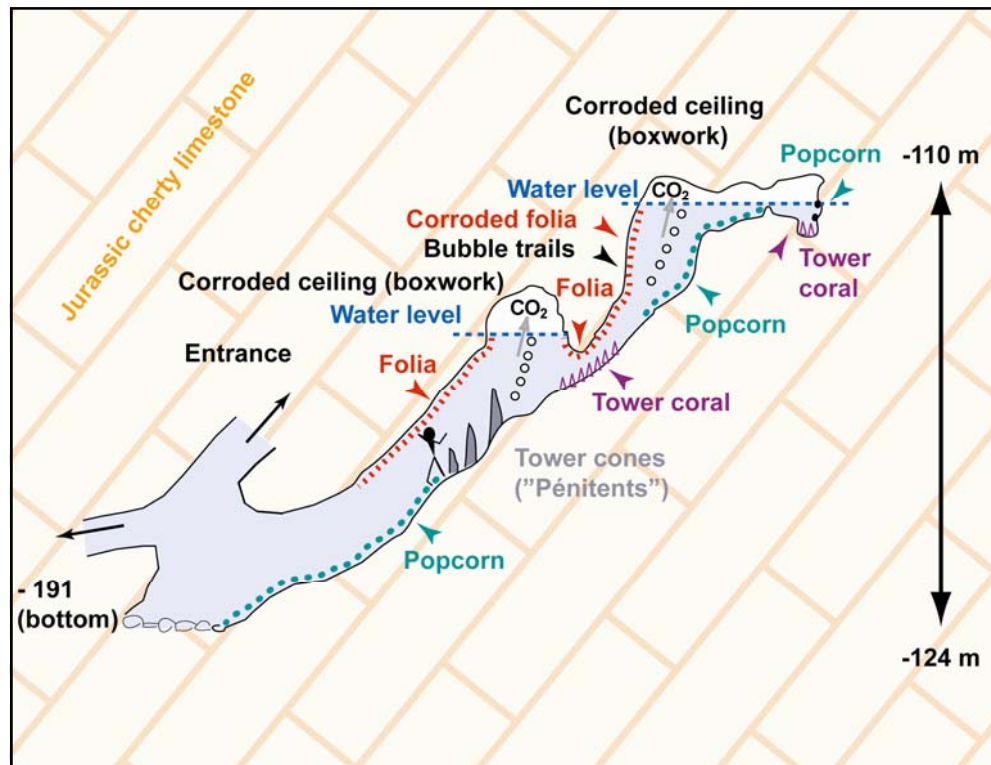 Jurassic cherty limestone
Corroded ceiling
(boxwork)
Popcorn
-110 m
CO2
Water level
Corroded folia
Bubble trails
Tower
coral
Corroded ceiling (boxwork)
Folia
CO2
Water level
Popcorn
Entrance
Folia
Tower coral
Tower cones
("Pénitents")
Popcorn
- 191
(bottom)
-124 m